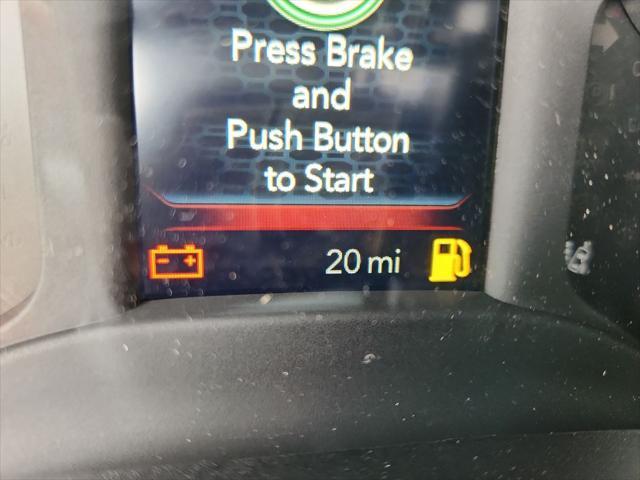 Press Brake
and
Push Button
to Start
20 mi